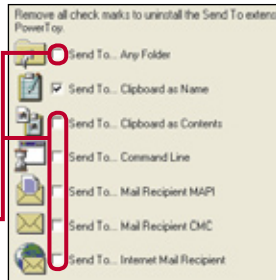 Remove all check marks to uninstall the Send To extens
PowerToy.
Send To... Any Folder
Send To... Clipboard as Name
Send To... Clipboard as Contents
Send To... Command Line
Send To... Mail Recipient MAPI
Send To... Mail Recipient CMC
Send To... Internet Mail Recipient